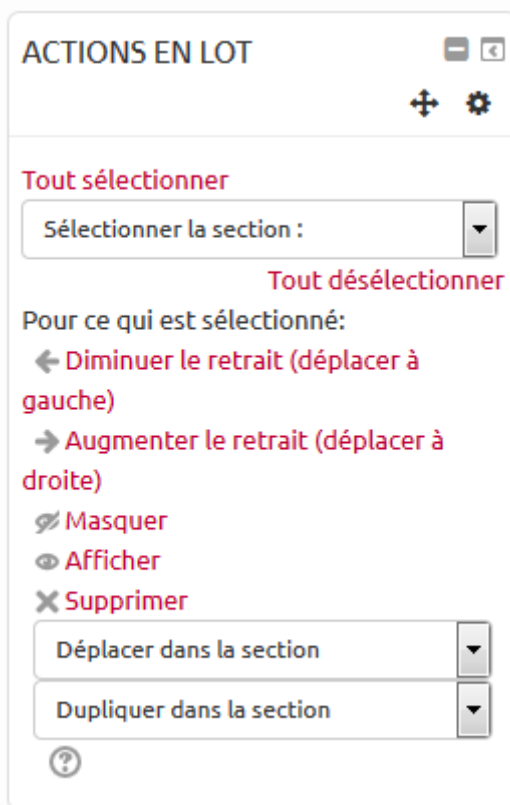 ACTIONS EN LOT
Tout sélectionner
Sélectionner la section :
Tout désélectionner
Pour ce qui est sélectionné:
Diminuer le retrait (déplacer à
gauche)
Augmenter le retrait (déplacer à
droite)
Masquer
Afficher
Supprimer
Déplacer dans la section
Dupliquer dans la section